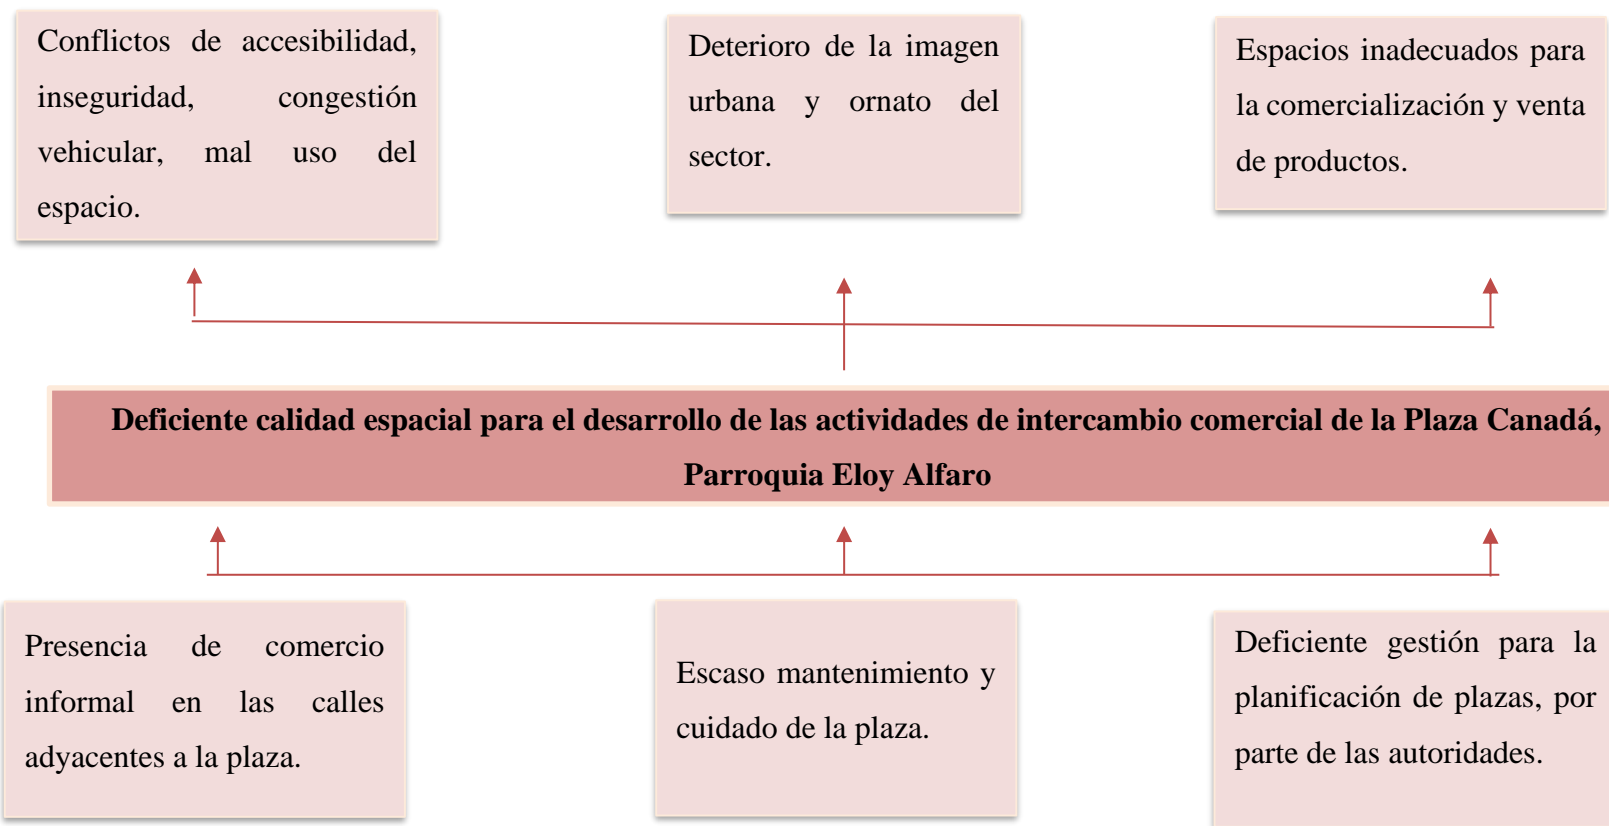 Conflictos de accesibilidad,
inseguridad, congestión
vehicular, mal uso del
espacio.
Deterioro de la imagen
urbana y ornato del
sector.
Espacios inadecuados para
la comercialización y venta
de productos.
Deficiente calidad espacial para el desarrollo de las actividades de intercambio comercial de la Plaza Canadá,
Parroquia Eloy Alfaro
Presencia de comercio
informal en las calles
adyacentes a la plaza.
Escaso mantenimiento y
cuidado de la plaza.
Deficiente gestión para la
planificación de plazas, por
parte de las autoridades.